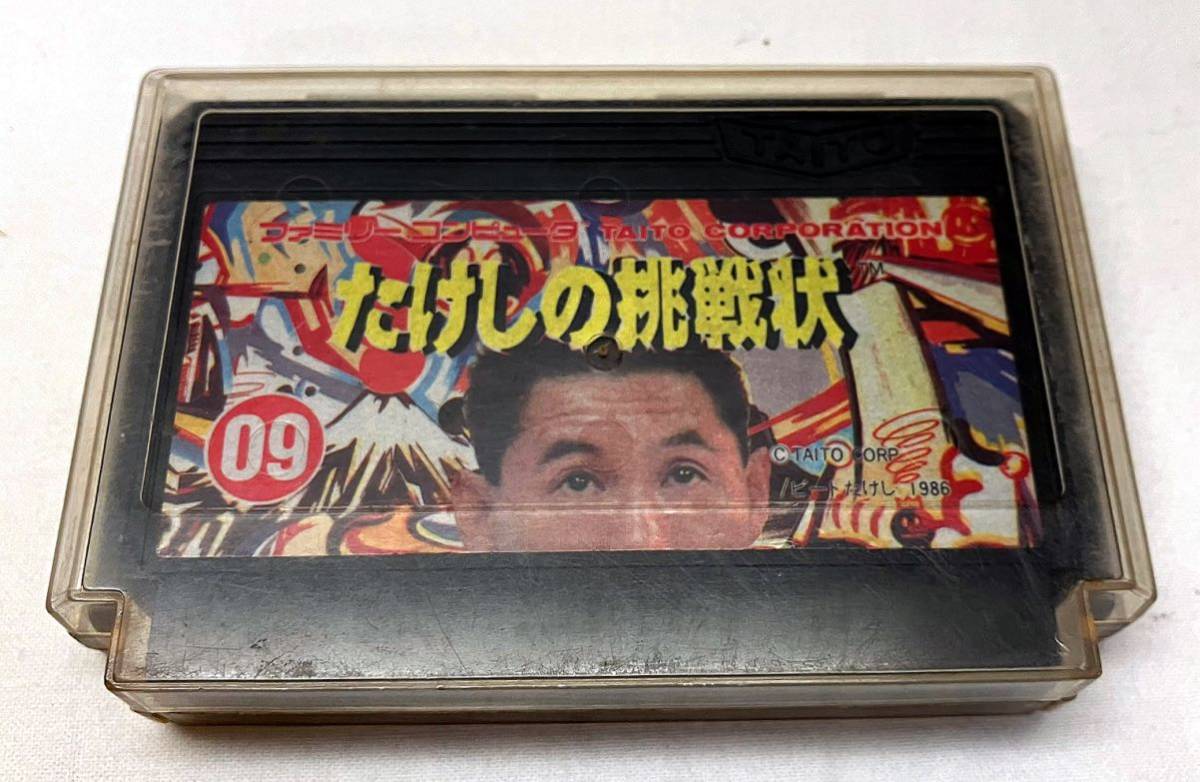 TAITO
ファミリーコンピュータ TAITO CORPORATION
たけしの挑戦状
TM
09
© TAITO CORP.
/ビートたけし 1986